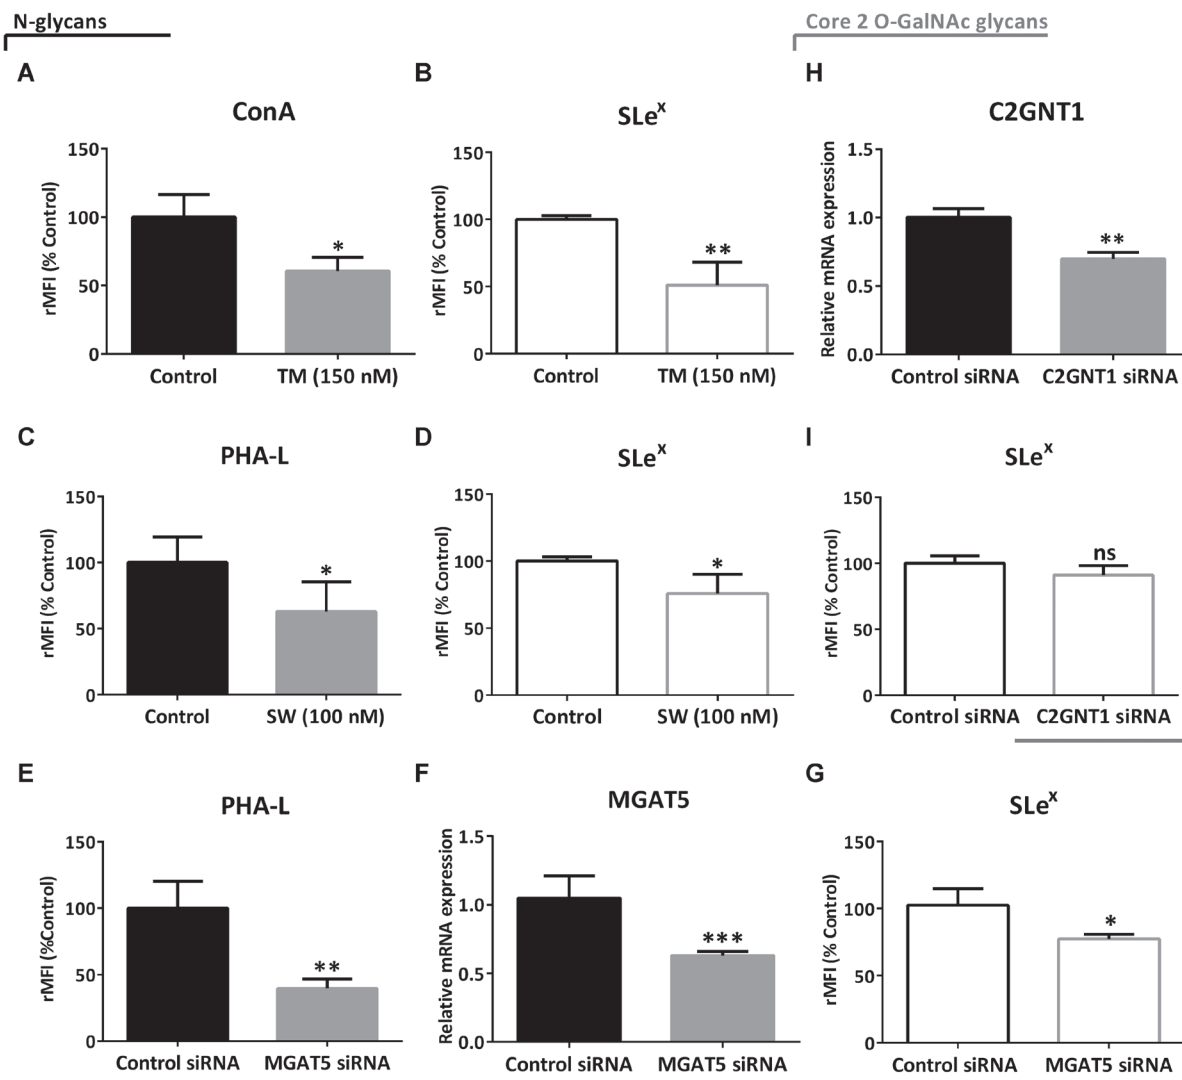 N-glycans
Core 2 O-GalNAc glycans
A
ConA
rMFI (% Control)
150
100
50
0
*
Control
TM (150 nM)
B
SLeˣ
rMFI (% Control)
150
100
50
0
**
Control
TM (150 nM)
H
C2GNT1
Relative mRNA expression
1.5
1.0
0.5
0.0
**
Control siRNA
C2GNT1 siRNA
C
PHA-L
rMFI (% Control)
150
100
50
0
*
Control
SW (100 nM)
D
SLeˣ
rMFI (% Control)
150
100
50
0
*
Control
SW (100 nM)
I
SLeˣ
rMFI (% Control)
150
100
50
0
ns
Control siRNA
C2GNT1 siRNA
E
PHA-L
rMFI (%Control)
150
100
50
0
**
Control siRNA
MGAT5 siRNA
F
MGAT5
Relative mRNA expression
1.5
1.0
0.5
0.0
***
Control siRNA
MGAT5 siRNA
G
SLeˣ
rMFI (% Control)
150
100
50
0
*
Control siRNA
MGAT5 siRNA